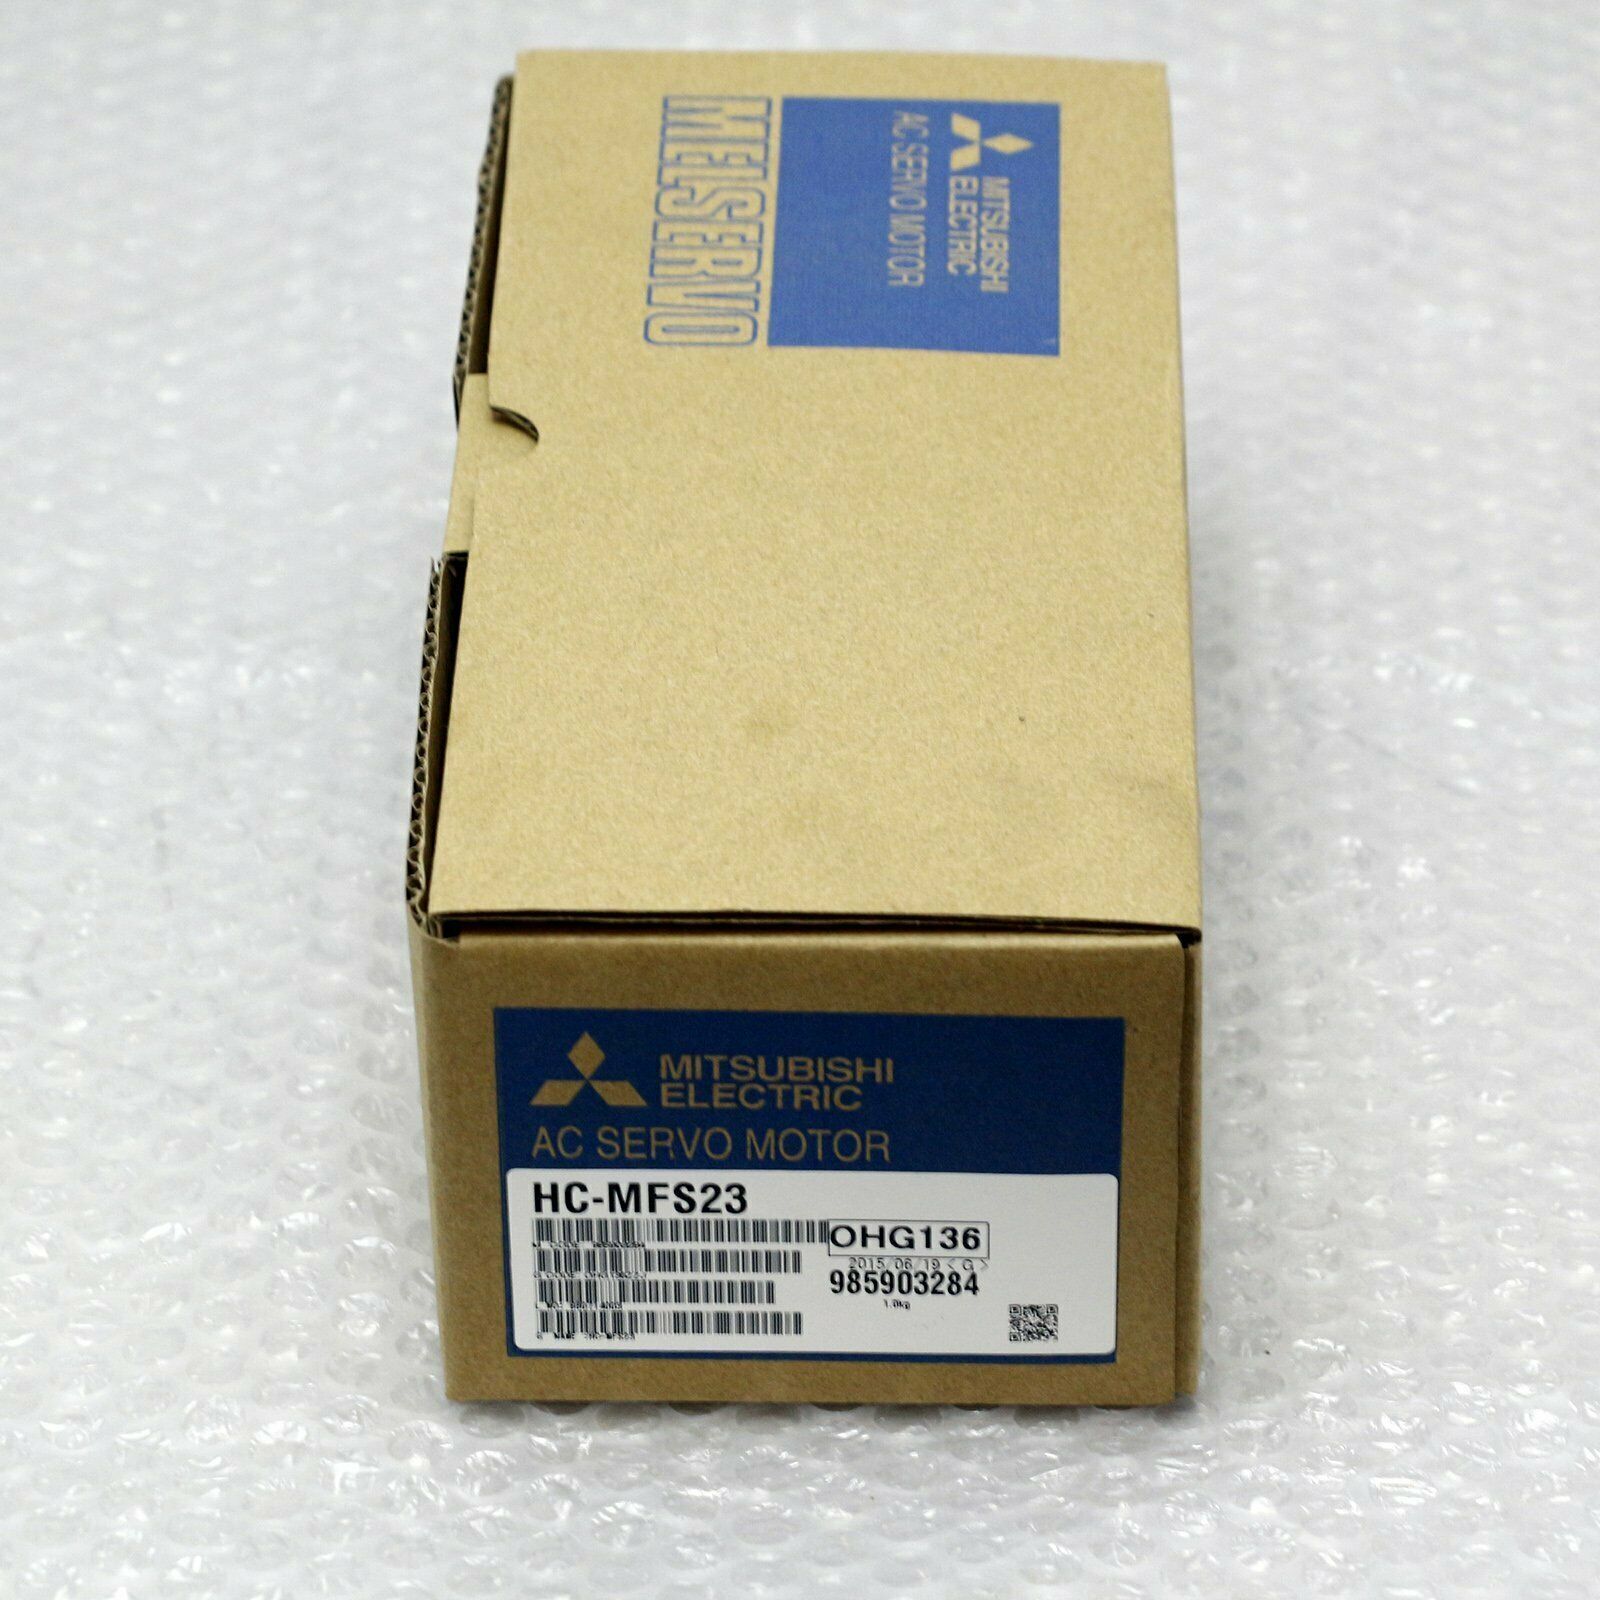 MITSUBISHI
ELECTRIC
AC SERVO MOTOR
MELSERVO
MITSUBISHI
ELECTRIC
AC SERVO MOTOR
HC-MFS23
OHG136
2015/06/19 < G >
985903284
1.0kg